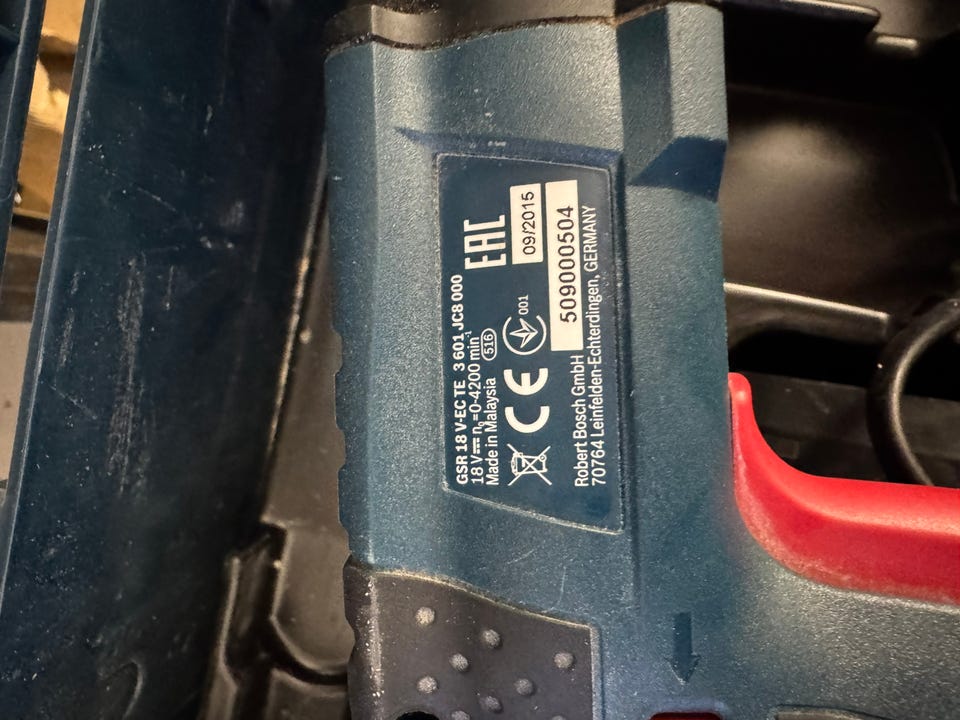 GSR 18 V-EC TE 3 601 JC8 000
18 V⎓ n₀=0-4200 min⁻¹
Made in Malaysia 516
CE 001 EAC
09/2015
509000504
Robert Bosch GmbH
70764 Leinfelden-Echterdingen, GERMANY